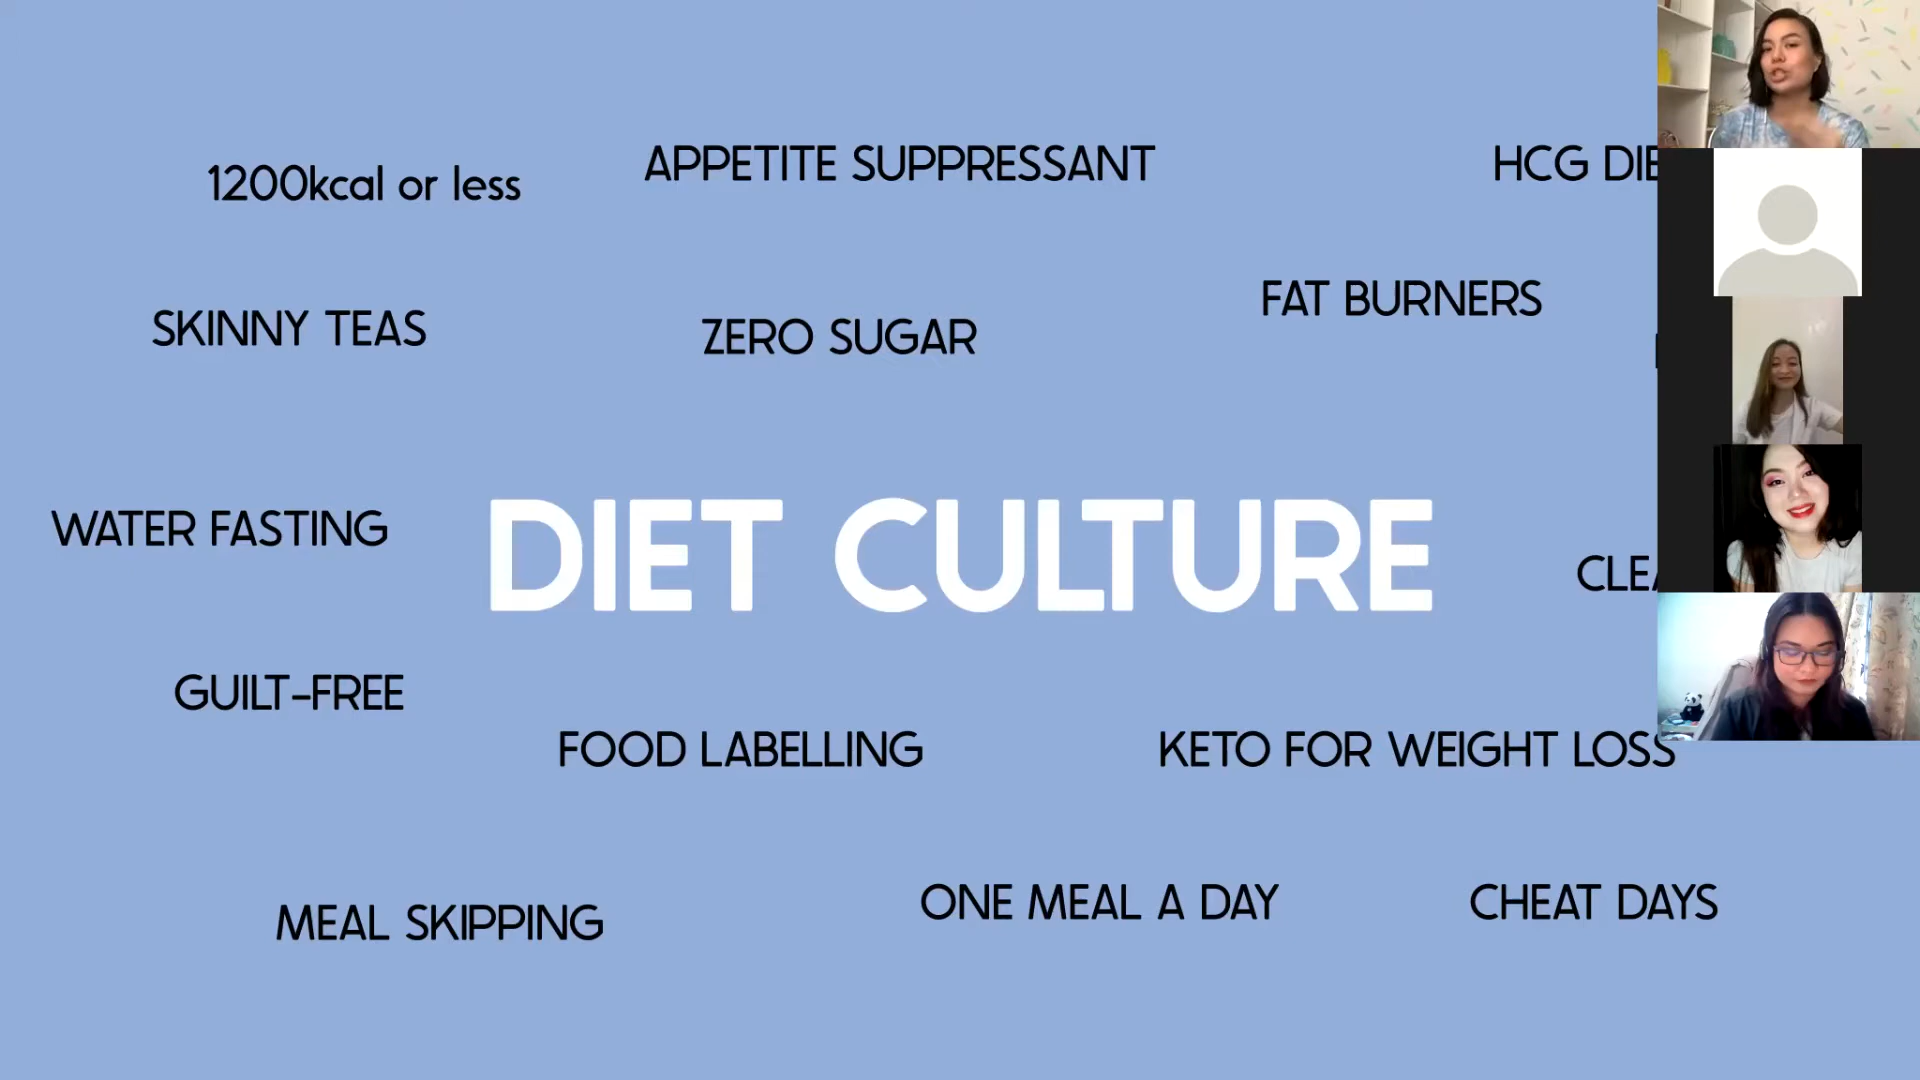 APPETITE SUPPRESSANT
HCG
1200kcal or less
FAT BURNERS
SKINNY TEAS
ZERO SUGAR
WATER FASTING
DIET CULTURE
GUILT-FREE
FOOD LABELLING
KETO FOR WEIGHT LOSS
ONE MEAL A DAY
CHEAT DAYS
MEAL SKIPPING